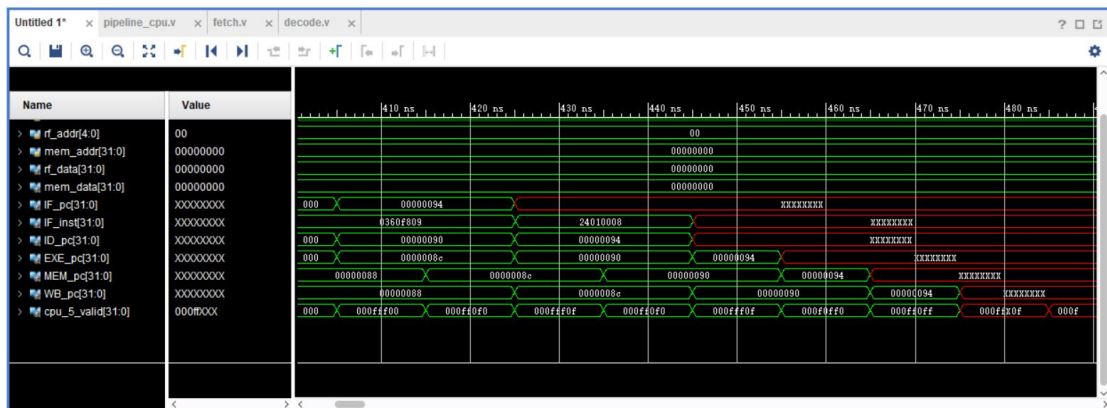 Untitled 1* × pipeline_cpu.v × fetch.v × decode.v × ?
Name Value 410 ns 420 ns 430 ns 440 ns 450 ns 460 ns 470 ns 480 ns
rf_addr[4:0] 00 00
mem_addr[31:0] 00000000 00000000
rf_data[31:0] 00000000 00000000
mem_data[31:0] 00000000 00000000
IF_pc[31:0] XXXXXXXX 000 00000094 XXXXXXXX
IF_inst[31:0] XXXXXXXX 0360f809 24010008 XXXXXXXX
ID_pc[31:0] XXXXXXXX 000 00000090 00000094 XXXXXXXX
EXE_pc[31:0] XXXXXXXX 000 0000008c 00000090 00000094 XXXXXXXX
MEM_pc[31:0] XXXXXXXX 00000088 0000008c 00000090 00000094 XXXXXXXX
WB_pc[31:0] XXXXXXXX 00000088 0000008c 00000090 00000094 XXXXXXXX
cpu_5_valid[31:0] 000ffXXX 000 000fff00 000ff0f0 000fff0f 000ff0f0 000fff0f 000f0ff0 000ff0ff 000ffX0f 000f